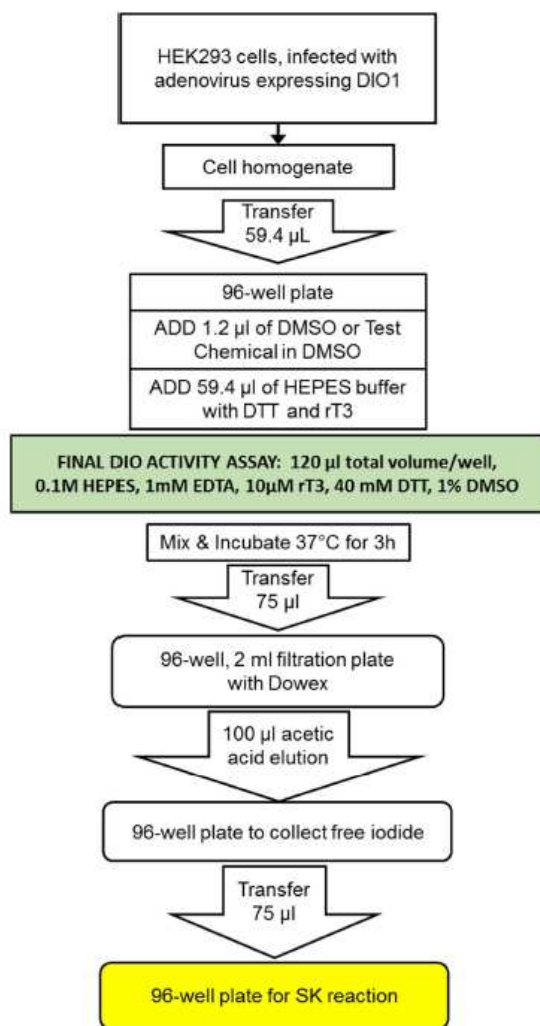 HEK293 cells, infected with
adenovirus expressing DIO1
Cell homogenate
Transfer
59.4 µL
96-well plate
ADD 1.2 µl of DMSO or Test
Chemical in DMSO
ADD 59.4 µl of HEPES buffer
with DTT and rT3
FINAL DIO ACTIVITY ASSAY: 120 µl total volume/well,
0.1M HEPES, 1mM EDTA, 10µM rT3, 40 mM DTT, 1% DMSO
Mix & Incubate 37°C for 3h
Transfer
75 µl
96-well, 2 ml filtration plate
with Dowex
100 µl acetic
acid elution
96-well plate to collect free iodide
Transfer
75 µl
96-well plate for SK reaction